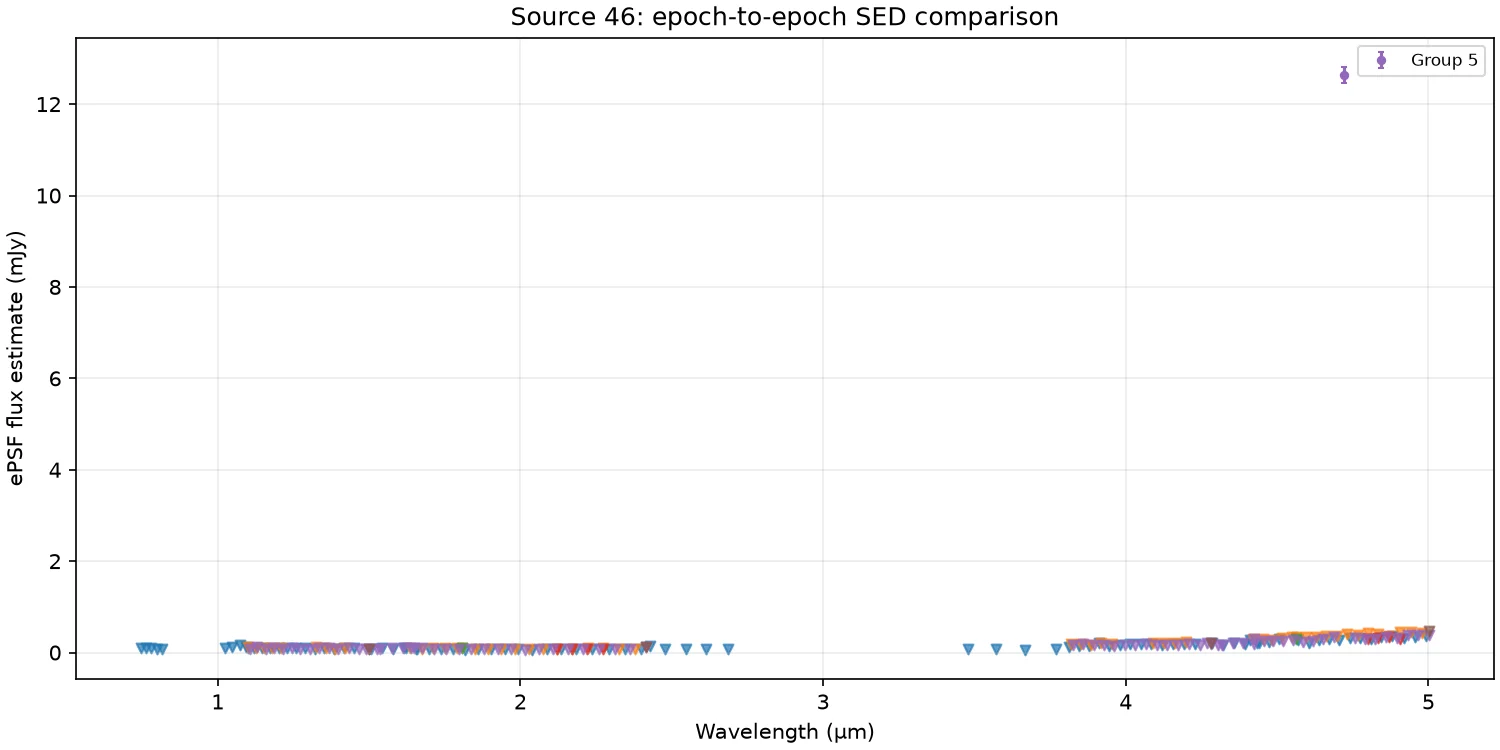 Source 46: epoch-to-epoch SED comparison
Group 5
ePSF flux estimate (mJy)
12
10
8
6
4
2
0
1 2 3 4 5
Wavelength (μm)